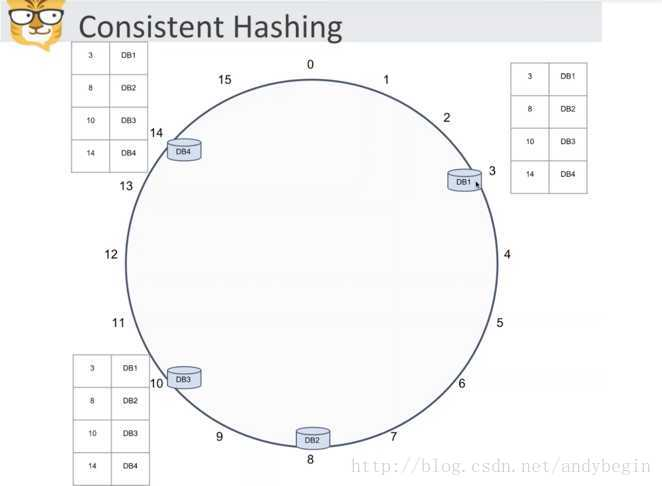 Consistent Hashing
3 DB1
8 DB2
10 DB3
14 DB4
3 DB1
8 DB2
10 DB3
14 DB4
0
1
2
3
4
5
6
7
8
9
10
11
12
13
14
15
DB1
DB2
DB3
DB4
3 DB1
8 DB2
10 DB3
14 DB4
http://blog.csdn.net/andybegin